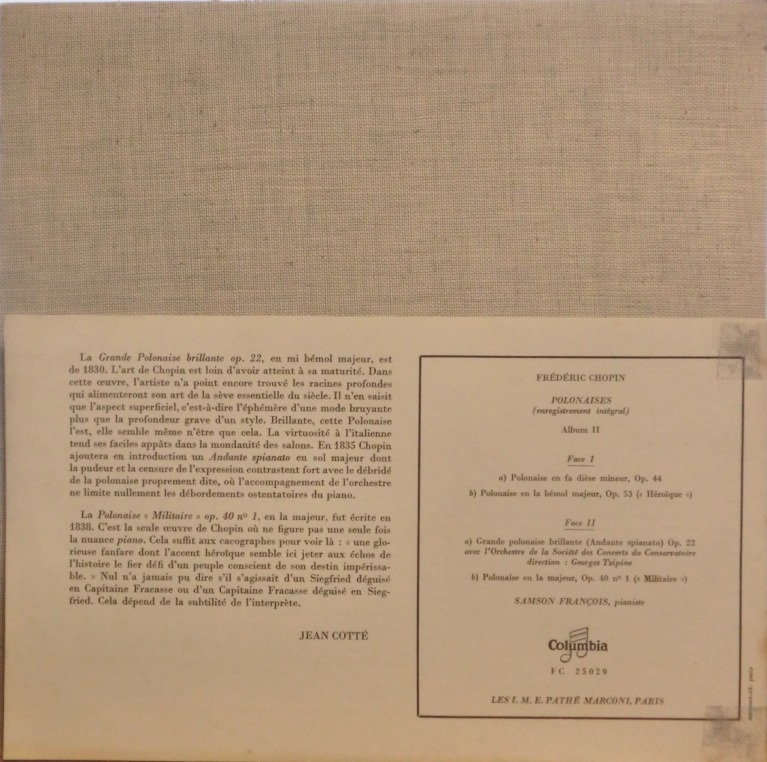 La Grande Polonaise brillante op. 22, en mi bémol majeur, est
de 1830. L'art de Chopin est loin d'avoir atteint à sa maturité. Dans
cette œuvre, l'artiste n'a point encore trouvé les racines profondes
qui alimenteront son art de la sève essentielle du siècle. Il n'en saisit
que l'aspect superficiel, c'est-à-dire l'éphémère d'une mode bruyante
plus que la profondeur grave d'un style. Brillante, cette Polonaise
l'est, elle semble même n'être que cela. La virtuosité à l'italienne
tend ses faciles appâts dans la mondanité des salons. En 1835 Chopin
ajoutera en introduction un Andante spianato en sol majeur dont
la pudeur et la censure de l'expression contrastent fort avec le débridé
de la polonaise proprement dite, où l'accompagnement de l'orchestre
ne limite nullement les débordements ostentatoires du piano.
La Polonaise « Militaire » op. 40 nº 1, en la majeur, fut écrite en
1838. C'est la seule œuvre de Chopin où ne figure pas une seule fois
la nuance piano. Cela suffit aux cacographes pour voir là : « une glo-
rieuse fanfare dont l'accent héroïque semble ici jeter aux échos de
l'histoire le fier défi d'un peuple conscient de son destin impérissa-
ble. » Nul n'a jamais pu dire s'il s'agissait d'un Siegfried déguisé
en Capitaine Fracasse ou d'un Capitaine Fracasse déguisé en Sieg-
fried. Cela dépend de la subtilité de l'interprète.
JEAN COTTÉ
FRÉDÉRIC CHOPIN
POLONAISES
(enregistrement intégral)
Album II
Face I
a) Polonaise en fa dièse mineur, Op. 44
b) Polonaise en la bémol majeur, Op. 53 (« Héroïque »)
Face II
a) Grande polonaise brillante (Andante spianato) Op. 22
avec l'Orchestre de la Société des Concerts du Conservatoire
direction : Georges Tzipine
b) Polonaise en la majeur, Op. 40 nº 1 (« Militaire »)
SAMSON FRANÇOIS, pianiste
Columbia
FC 25029
LES I. M. E. PATHÉ MARCONI, PARIS